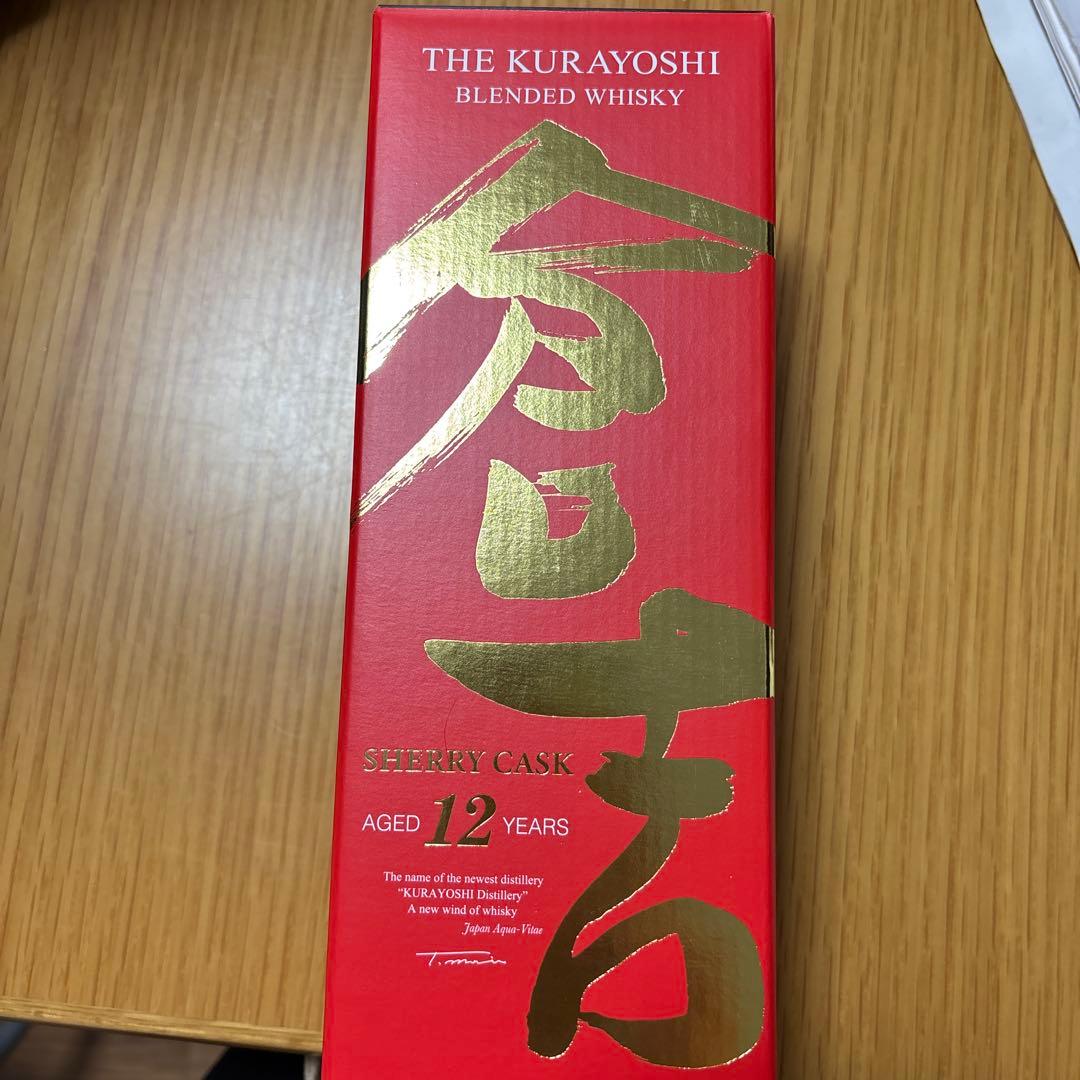 THE KURAYOSHI
BLENDED WHISKY
倉吉
SHERRY CASK
AGED 12 YEARS
The name of the newest distillery
“KURAYOSHI Distillery”
A new wind of whisky
Japan Aqua-Vitae